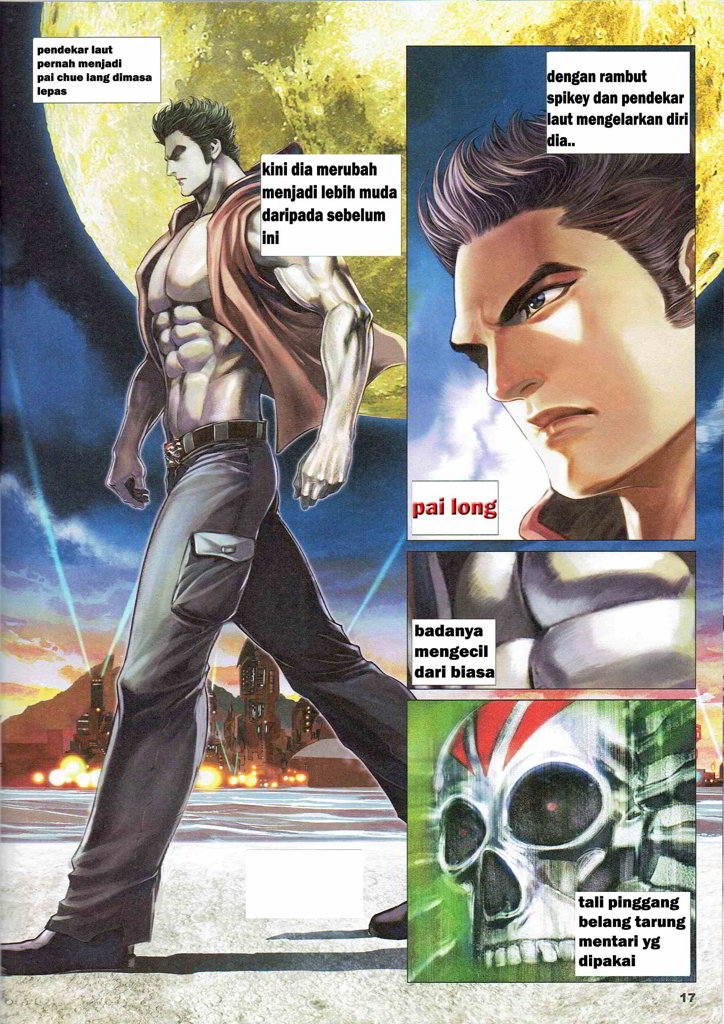 pendekar laut
pernah menjadi
pai chue lang dimasa
lepas
kini dia merubah
menjadi lebih muda
daripada sebelum
ini
dengan rambut
spikey dan pendekar
laut mengelarkan diri
dia..
pai long
badanya
mengecil
dari biasa
tali pinggang
belang tarung
mentari yg
dipakai
17